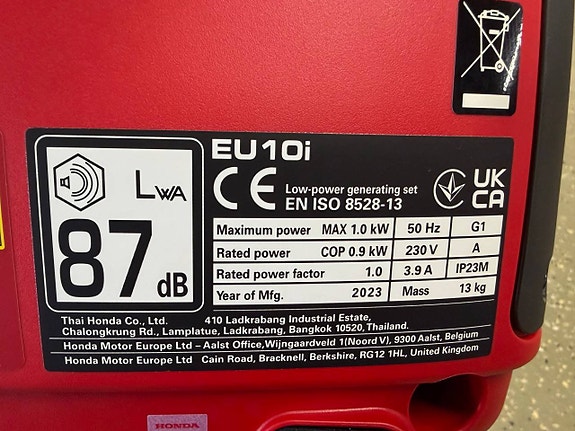 EU10i
LWA
87
dB
CE Low-power generating set
EN ISO 8528-13
UK
CA
Maximum power MAX 1.0 kW 50 Hz G1
Rated power COP 0.9 kW 230 V A
Rated power factor 1.0 3.9 A IP23M
Year of Mfg. 2023 Mass 13 kg
Thai Honda Co., Ltd. 410 Ladkrabang Industrial Estate,
Chalongkrung Rd., Lamplatue, Ladkrabang, Bangkok 10520, Thailand.
Honda Motor Europe Ltd – Aalst Office,Wijngaardveld 1(Noord V), 9300 Aalst, Belgium
Honda Motor Europe Ltd Cain Road, Bracknell, Berkshire, RG12 1HL, United Kingdom
HONDA